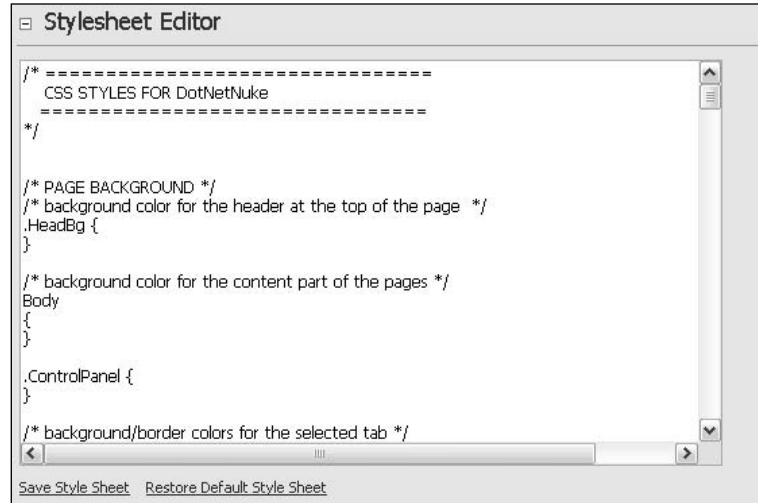 Stylesheet Editor
/* ================================
CSS STYLES FOR DotNetNuke
================================
*/
/* PAGE BACKGROUND */
/* background color for the header at the top of the page  */
.HeadBg {
}
/* background color for the content part of the pages */
Body
{
}
.ControlPanel {
}
/* background/border colors for the selected tab */
Save Style Sheet Restore Default Style Sheet